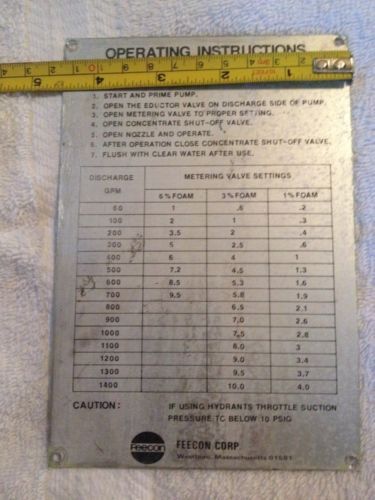 OPERATING INSTRUCTIONS
1. START AND PRIME PUMP.
2. OPEN THE EDUCTOR VALVE ON DISCHARGE SIDE OF PUMP.
3. OPEN METERING VALVE TO PROPER SETTING.
4. OPEN CONCENTRATE SHUT-OFF VALVE.
5. OPEN NOZZLE AND OPERATE.
6. AFTER OPERATION CLOSE CONCENTRATE SHUT-OFF VALVE.
7. FLUSH WITH CLEAR WATER AFTER USE.
DISCHARGE GPM METERING VALVE SETTINGS
6% FOAM 3% FOAM 1% FOAM
60 1 .6 .2
100 2 1 .3
200 3.5 2 .4
300 5 2.5 .6
400 6 4 1
500 7.2 4.5 1.3
600 8.5 5.3 1.6
700 9.5 5.8 1.9
800 6.5 2.1
900 7.0 2.6
1000 7.5 2.8
1100 8.0 3
1200 9.0 3.4
1300 9.5 3.7
1400 10.0 4.0
CAUTION: IF USING HYDRANTS THROTTLE SUCTION
PRESSURE TO BELOW 10 PSIG
Feecon FEECON CORP.
Westboro, Massachusetts 01581